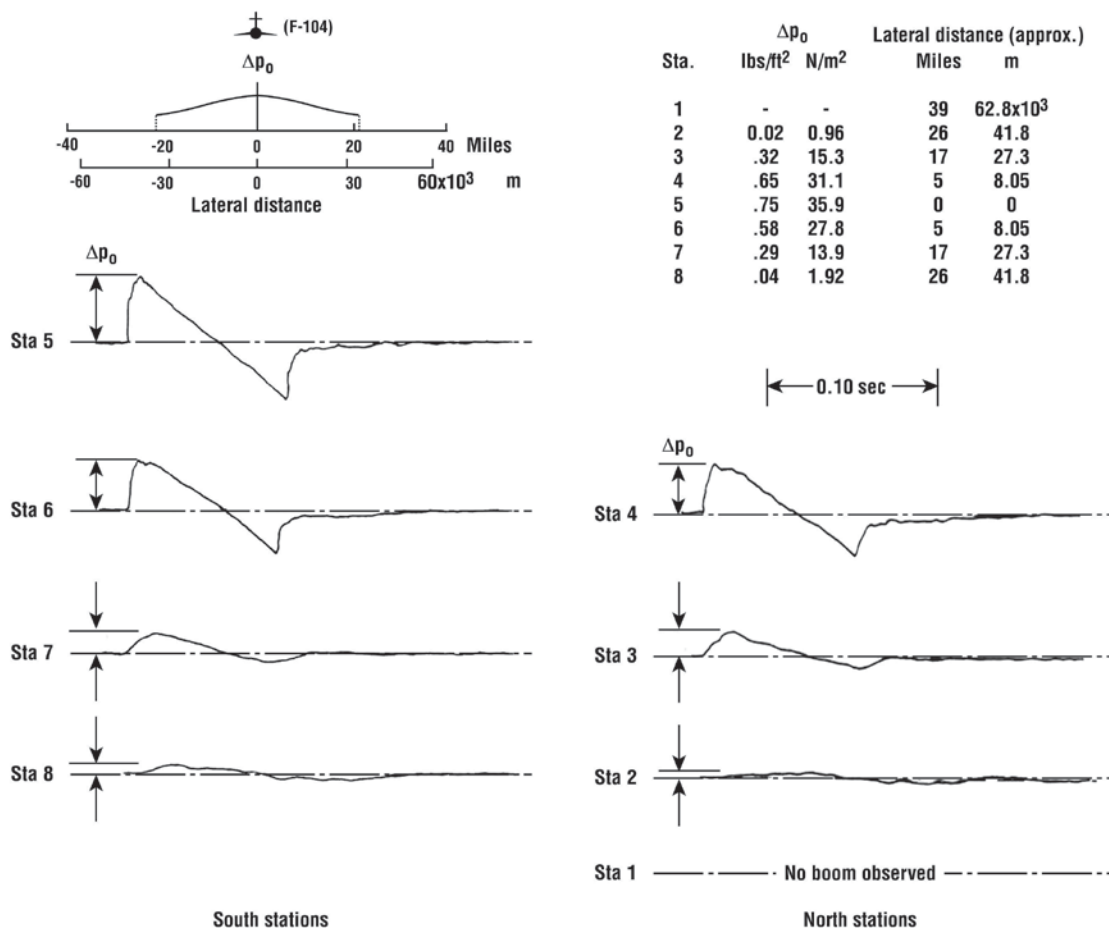 (F-104)
Δp₀
-40 -20 0 20 40 Miles
-60 -30 0 30 60x10³ m
Lateral distance
Δp₀ Lateral distance (approx.)
Sta. lbs/ft² N/m² Miles m
1 - - 39 62.8x10³
2 0.02 0.96 26 41.8
3 .32 15.3 17 27.3
4 .65 31.1 5 8.05
5 .75 35.9 0 0
6 .58 27.8 5 8.05
7 .29 13.9 17 27.3
8 .04 1.92 26 41.8
0.10 sec
Δp₀
Sta 5
Sta 6
Sta 7
Sta 8
South stations
Δp₀
Sta 4
Sta 3
Sta 2
Sta 1 No boom observed
North stations